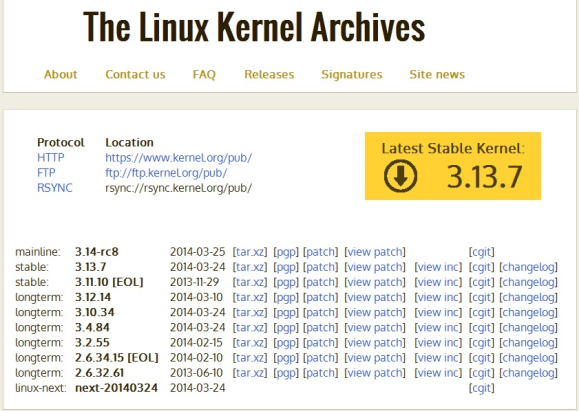 The Linux Kernel Archives
About Contact us FAQ Releases Signatures Site news
Protocol Location
HTTP https://www.kernel.org/pub/
FTP ftp://ftp.kernel.org/pub/
RSYNC rsync://rsync.kernel.org/pub/
Latest Stable Kernel:
3.13.7
mainline: 3.14-rc8 2014-03-25 [tar.xz] [pgp] [patch] [view patch] [cgit]
stable: 3.13.7 2014-03-24 [tar.xz] [pgp] [patch] [view patch] [view inc] [cgit] [changelog]
stable: 3.11.10 [EOL] 2013-11-29 [tar.xz] [pgp] [patch] [view patch] [view inc] [cgit] [changelog]
longterm: 3.12.14 2014-03-10 [tar.xz] [pgp] [patch] [view patch] [view inc] [cgit] [changelog]
longterm: 3.10.34 2014-03-24 [tar.xz] [pgp] [patch] [view patch] [view inc] [cgit] [changelog]
longterm: 3.4.84 2014-03-24 [tar.xz] [pgp] [patch] [view patch] [view inc] [cgit] [changelog]
longterm: 3.2.55 2014-02-15 [tar.xz] [pgp] [patch] [view patch] [view inc] [cgit] [changelog]
longterm: 2.6.34.15 [EOL] 2014-02-10 [tar.xz] [pgp] [patch] [view patch] [view inc] [cgit] [changelog]
longterm: 2.6.32.61 2013-06-10 [tar.xz] [pgp] [patch] [view patch] [view inc] [cgit] [changelog]
linux-next: next-20140324 2014-03-24 [cgit]